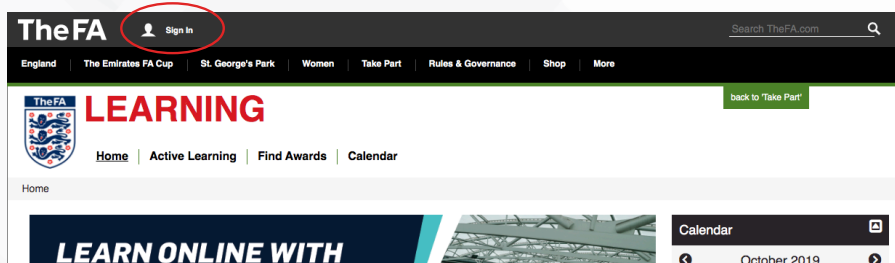 TheFA
Sign In
Search TheFA.com
England
The Emirates FA Cup
St. George's Park
Women
Take Part
Rules & Governance
Shop
More
back to 'Take Part'
TheFA
LEARNING
Home
Active Learning
Find Awards
Calendar
Home
LEARN ONLINE WITH
Calendar
October 2019